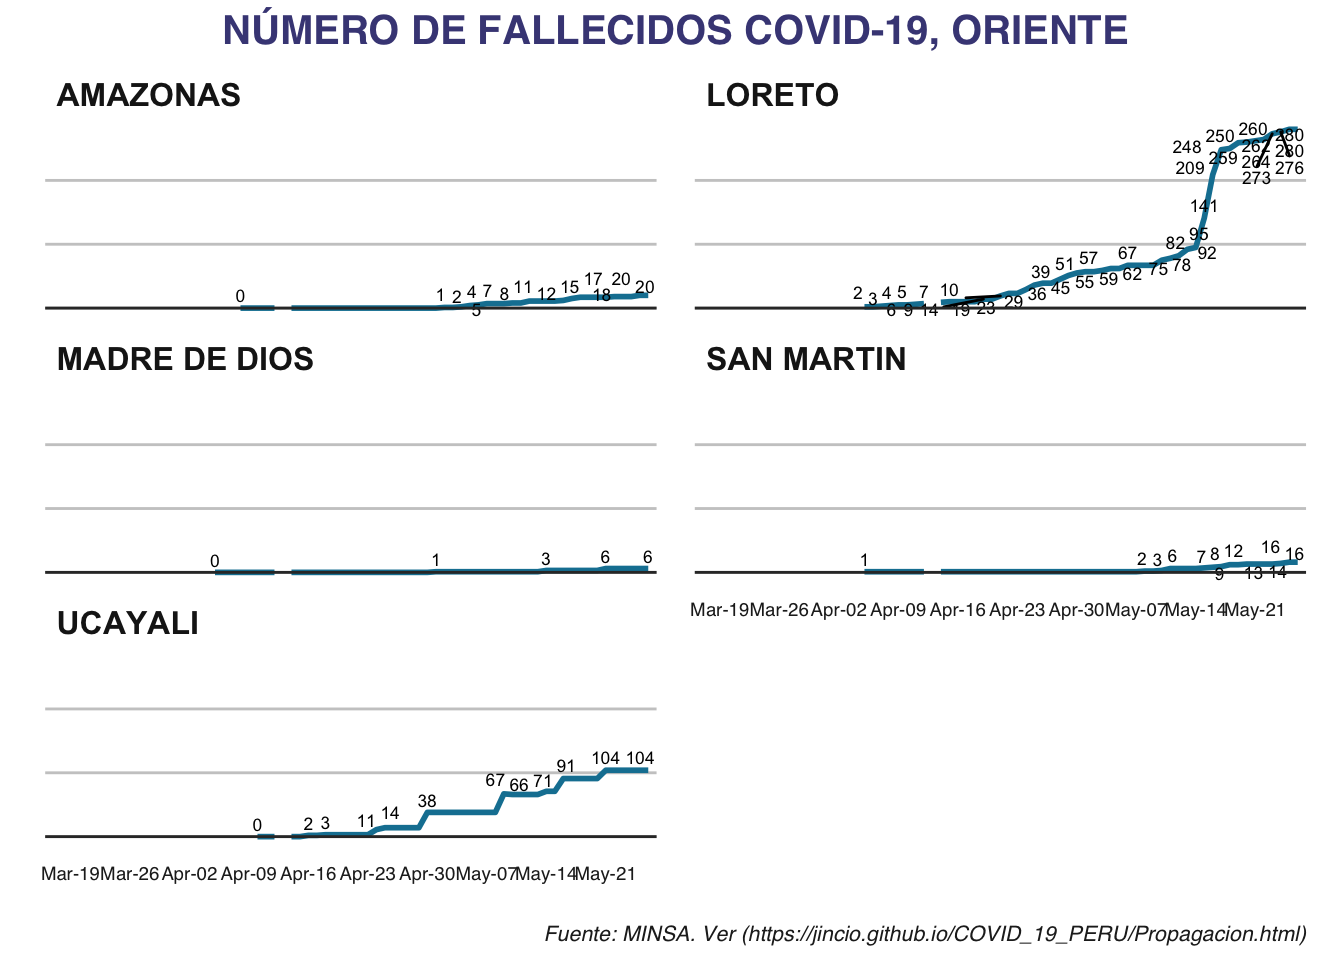 NÚMERO DE FALLECIDOS COVID-19, ORIENTE
AMAZONAS
0 1 2 4 5 7 8 11 12 15 17 18 20 20
LORETO
2 3 4 6 5 9 7 14 10 19 23 29 36 39 45 51 55 57 59 62 67 75 78 82 92 95 141 209 248 250 259 260 262 264 273 276 280 280
MADRE DE DIOS
0 1 3 6 6
SAN MARTIN
1 2 3 6 7 8 9 12 13 16 14 16
Mar-19 Mar-26 Apr-02 Apr-09 Apr-16 Apr-23 Apr-30 May-07 May-14 May-21
UCAYALI
0 2 3 11 14 38 67 66 71 91 104 104
Mar-19 Mar-26 Apr-02 Apr-09 Apr-16 Apr-23 Apr-30 May-07 May-14 May-21
Fuente: MINSA. Ver (https://jincio.github.io/COVID_19_PERU/Propagacion.html)